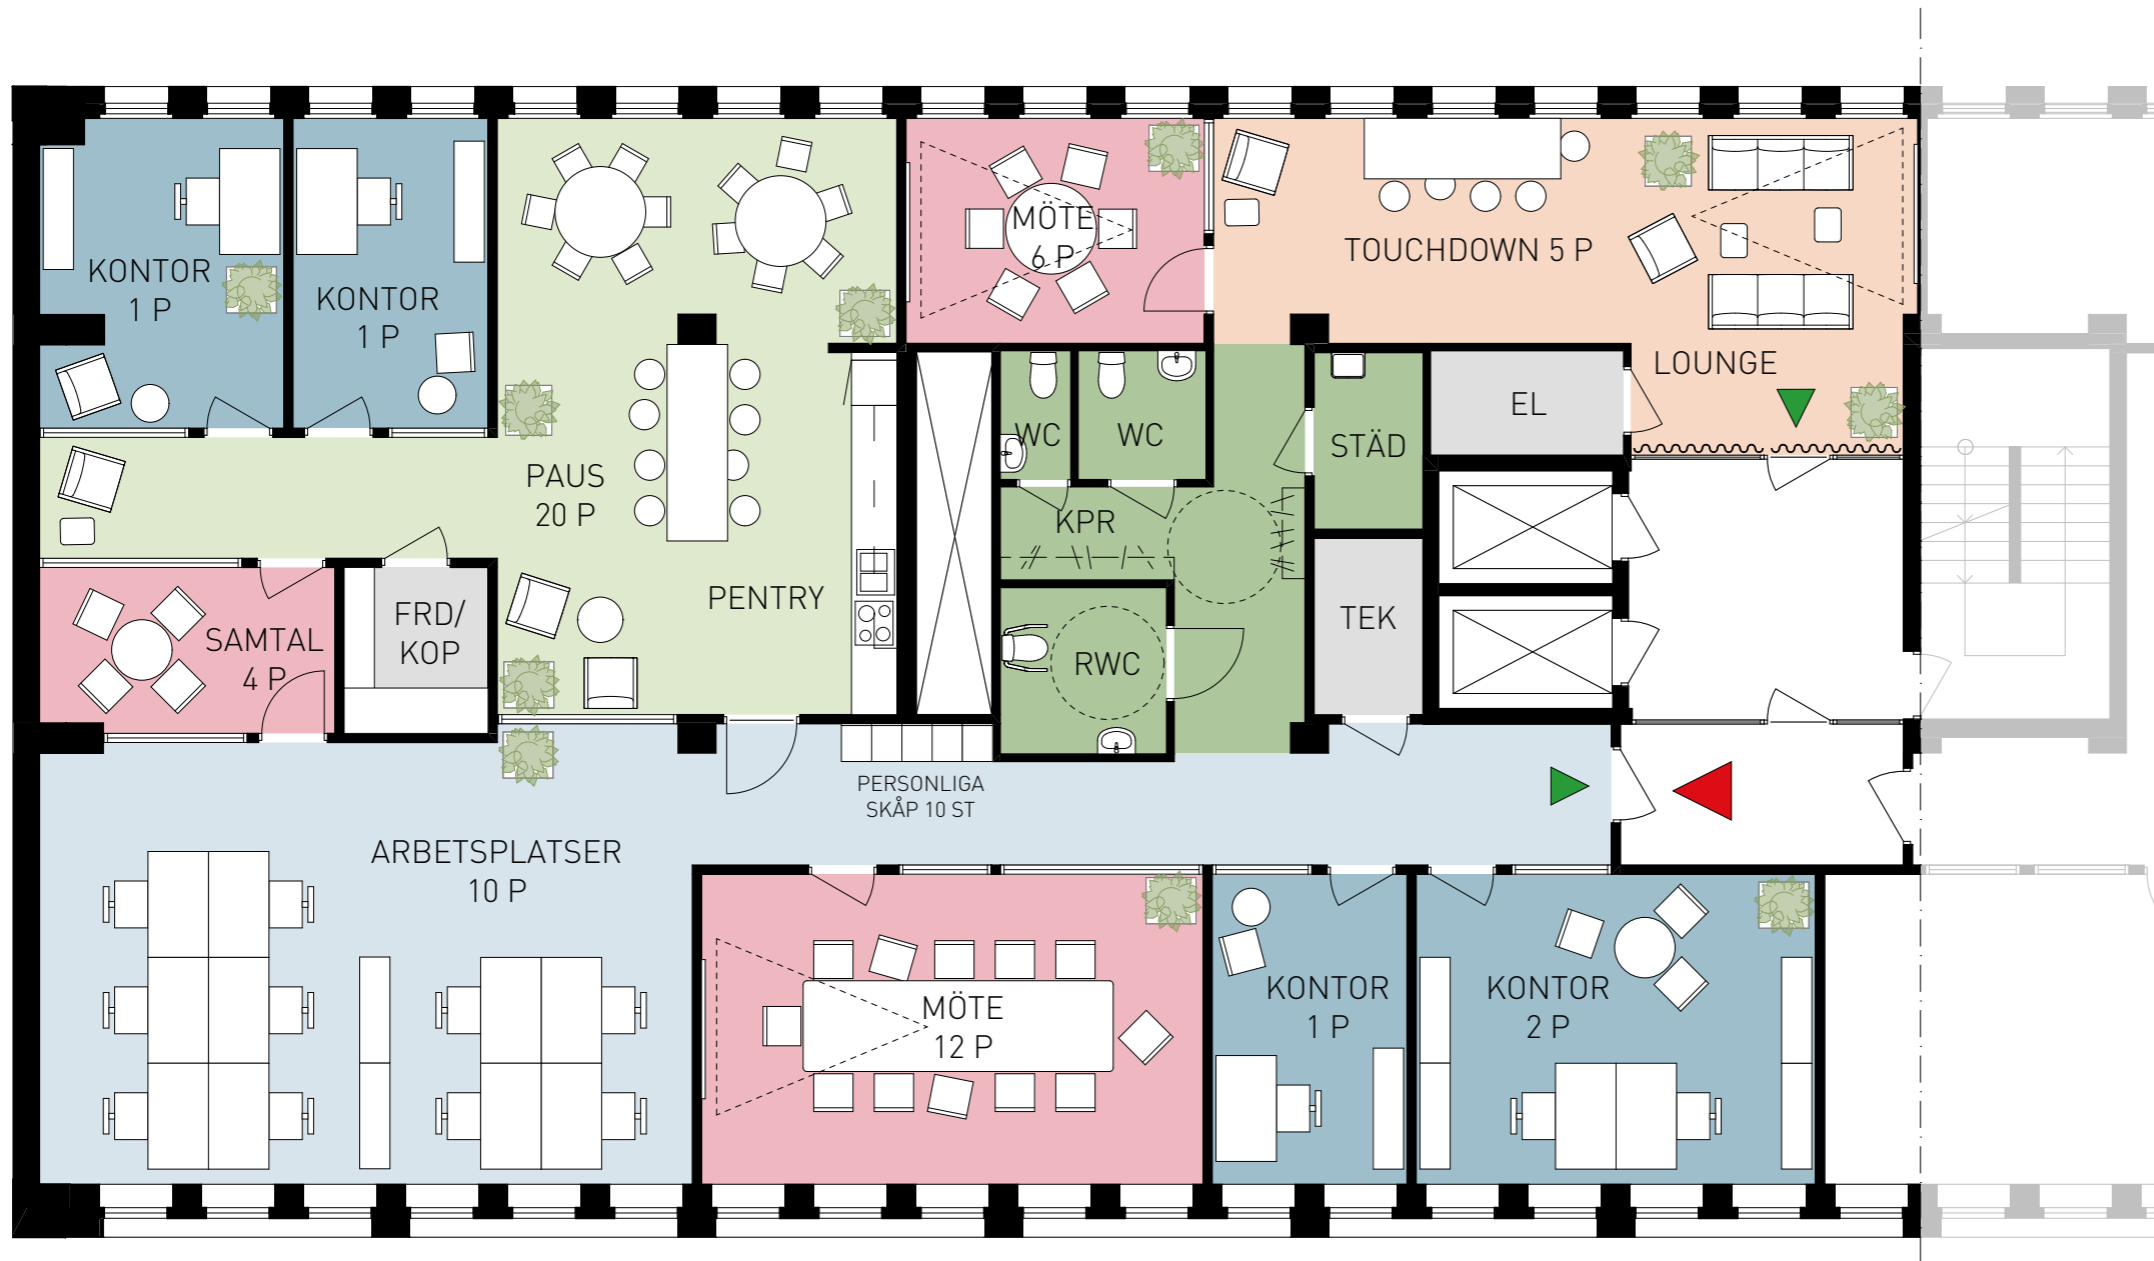 KONTOR
1 P
KONTOR
1 P
MÖTE
6 P
TOUCHDOWN 5 P
LOUNGE
EL
WC
WC
STÄD
PAUS
20 P
KPR
PENTRY
FRD/
KOP
SAMTAL
4 P
RWC
TEK
PERSONLIGA
SKÅP 10 ST
ARBETSPLATSER
10 P
MÖTE
12 P
KONTOR
1 P
KONTOR
2 P